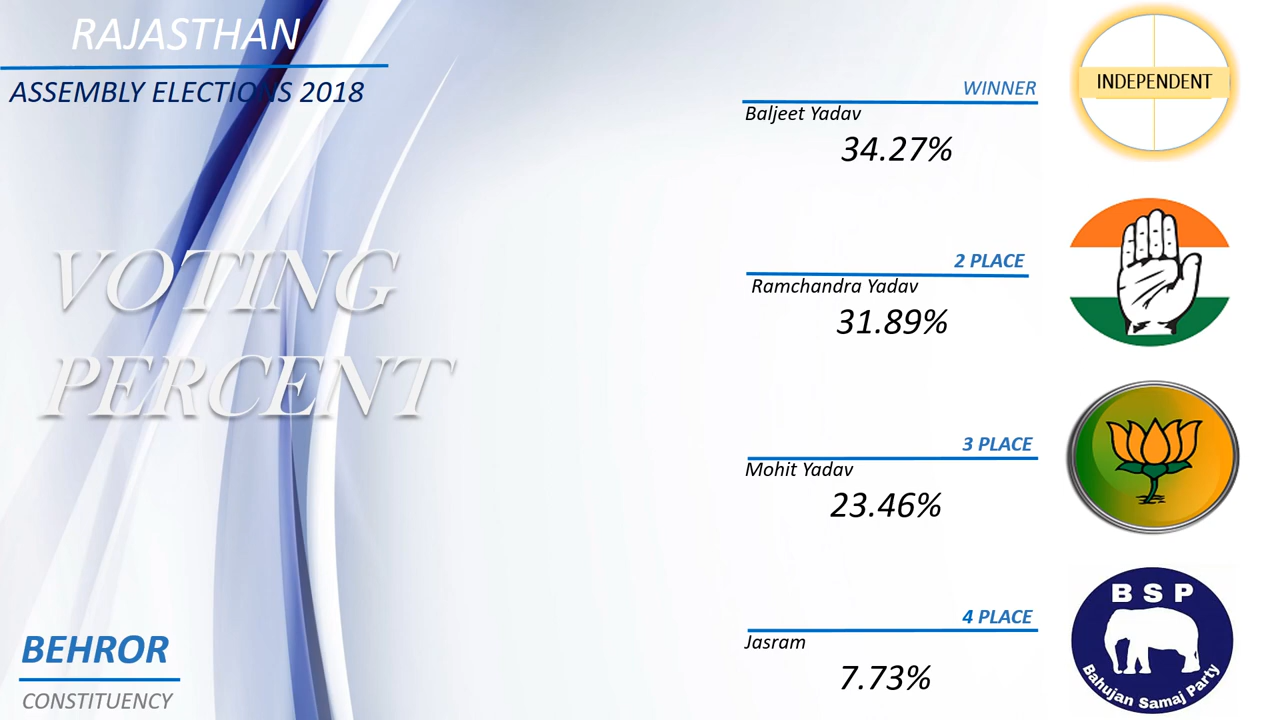 RAJASTHAN
ASSEMBLY ELECTIONS 2018
VOTING
PERCENT
BEHROR
CONSTITUENCY
WINNER
Baljeet Yadav
34.27%
INDEPENDENT
2 PLACE
Ramchandra Yadav
31.89%
3 PLACE
Mohit Yadav
23.46%
4 PLACE
Jasram
7.73%
BSP
Bahujan Samaj Party